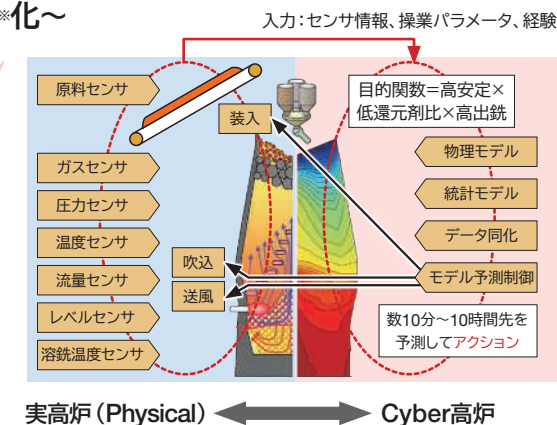 ※化～
入力：センサ情報、操業パラメータ、経験
原料センサ
ガスセンサ
圧力センサ
温度センサ
流量センサ
レベルセンサ
溶銑温度センサ
装入
吹込
送風
目的関数＝高安定×
低還元剤比×高出銑
物理モデル
統計モデル
データ同化
モデル予測制御
数10分～10時間先を
予測してアクション
実高炉（Physical）
Cyber高炉